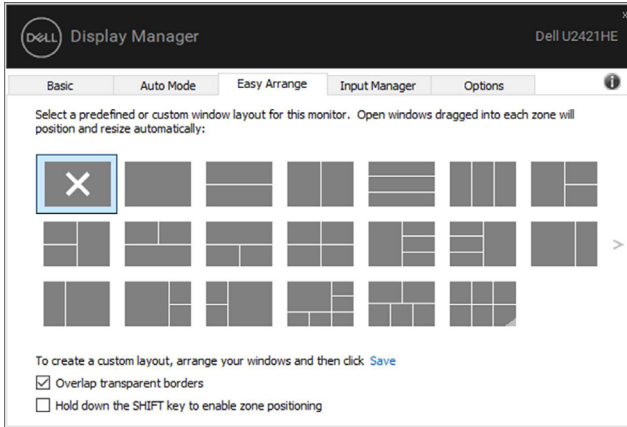 DELL Display Manager
Dell U2421HE
Basic Auto Mode Easy Arrange Input Manager Options
Select a predefined or custom window layout for this monitor. Open windows dragged into each zone will
position and resize automatically:
To create a custom layout, arrange your windows and then click Save
Overlap transparent borders
Hold down the SHIFT key to enable zone positioning